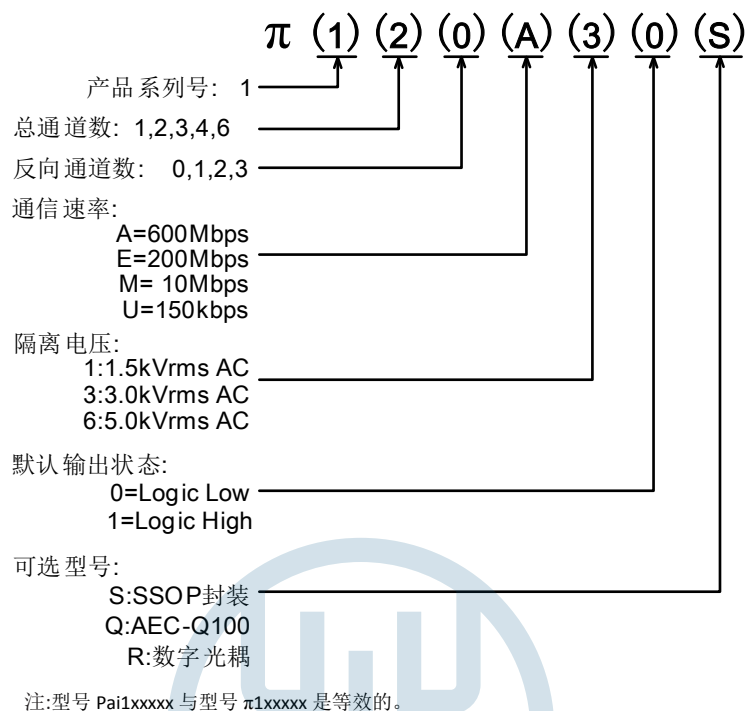 π (1) (2) (0) (A) (3) (0) (S)
产品系列号: 1
总通道数: 1,2,3,4,6
反向通道数: 0,1,2,3
通信速率:
A=600Mbps
E=200Mbps
M= 10Mbps
U=150kbps
隔离电压:
1:1.5kVrms AC
3:3.0kVrms AC
6:5.0kVrms AC
默认输出状态:
0=Logic Low
1=Logic High
可选型号:
S:SSOP封装
Q:AEC-Q100
R:数字光耦
注:型号 Pai1xxxxx 与型号 π1xxxxx 是等效的。